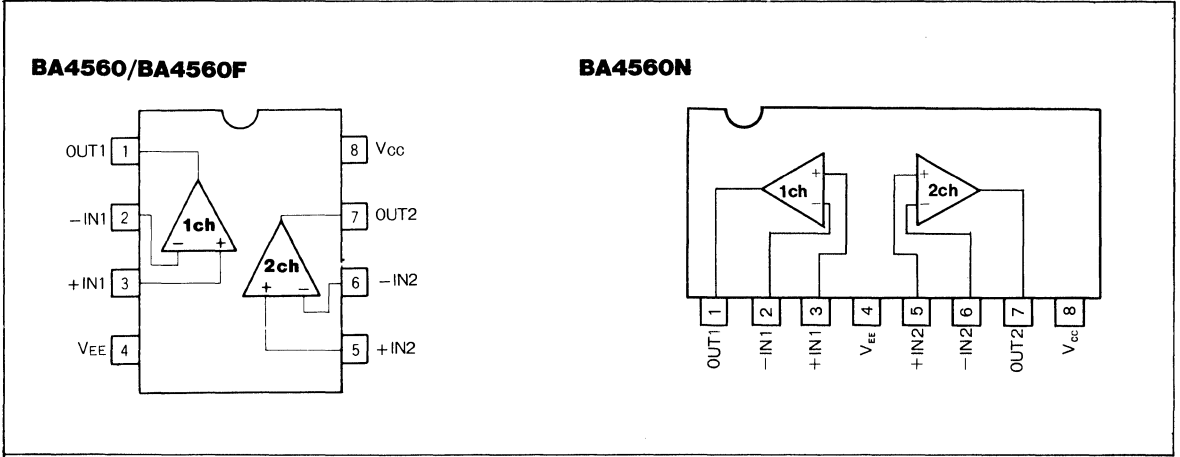 BA4560/BA4560F
OUT1 1
8 VCC
-IN1 2
1ch
- +
7 OUT2
+IN1 3
2ch
+ -
6 -IN2
VEE 4
5 +IN2
BA4560N
1ch
+
-
2ch
+
-
1 2 3 4 5 6 7 8
OUT1 -IN1 +IN1 VEE +IN2 -IN2 OUT2 VCC